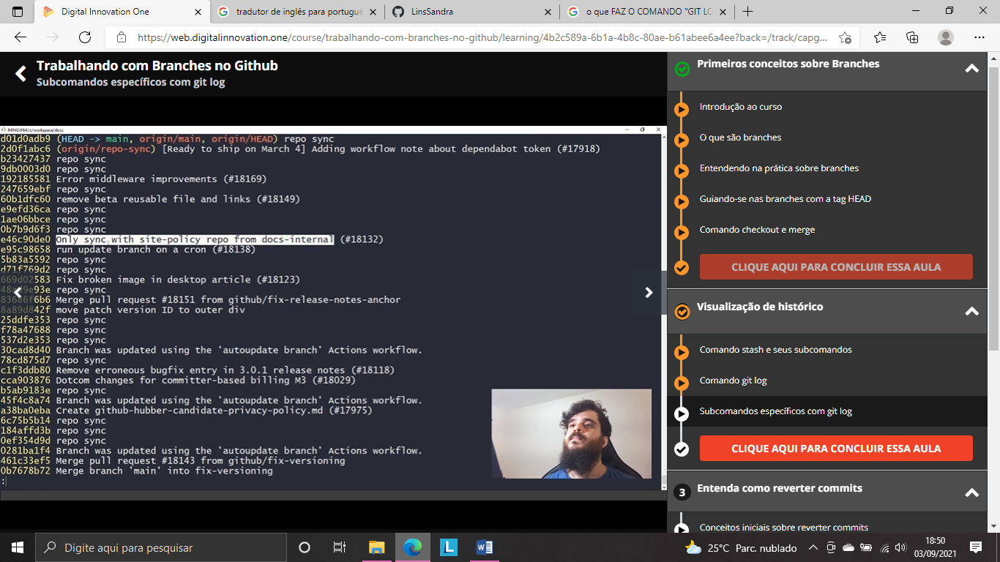 Digital Innovation One
tradutor de inglês para portuguê
LinsSandra
o que FAZ O COMANDO "GIT LO
https://web.digitalinnovation.one/course/trabalhando-com-branches-no-github/learning/4b2c589a-6b1a-4b8c-80ae-b61abee6a4ee?back=/track/capg...
Trabalhando com Branches no Github
Subcomandos específicos com git log
MINGW64:/c/workspace/docs
d01d0adb9 (HEAD -> main, origin/main, origin/HEAD) repo sync
2d0f1abc6 (origin/repo-sync) [Ready to ship on March 4] Adding workflow note about dependabot token (#17918)
b23427437 repo sync
9db0003d0 repo sync
192185581 Error middleware improvements (#18169)
247659ebf repo sync
60b1dfc60 remove beta reusable file and links (#18149)
e9efd36ca repo sync
1ae06bbce repo sync
0b7b9d6f3 repo sync
e46c90de0 Only sync with site-policy repo from docs-internal (#18132)
e95c98658 run update branch on a cron (#18138)
5b83a5592 repo sync
d71f769d2 repo sync
669d02583 Fix broken image in desktop article (#18123)
48ad9e93e repo sync
83686f6b6 Merge pull request #18151 from github/fix-release-notes-anchor
8a89d842f move patch version ID to outer div
25ddfe353 repo sync
f78a47688 repo sync
537d2e353 repo sync
30cad8d40 Branch was updated using the 'autoupdate branch' Actions workflow.
78cd875d7 repo sync
c1f3ddb80 Remove erroneous bugfix entry in 3.0.1 release notes (#18118)
cca903876 Dotcom changes for committer-based billing M3 (#18029)
b5ab9183e repo sync
45f4c8a74 Branch was updated using the 'autoupdate branch' Actions workflow.
a38ba0eba Create github-hubber-candidate-privacy-policy.md (#17975)
6c75b5b14 repo sync
184affd3b repo sync
0ef354d9d repo sync
0281ba1f4 Branch was updated using the 'autoupdate branch' Actions workflow.
461c33ef5 Merge pull request #18143 from github/fix-versioning
0b7678b72 Merge branch 'main' into fix-versioning
:
Primeiros conceitos sobre Branches
Introdução ao curso
O que são branches
Entendendo na prática sobre branches
Guiando-se nas branches com a tag HEAD
Comando checkout e merge
CLIQUE AQUI PARA CONCLUIR ESSA AULA
Visualização de histórico
Comando stash e seus subcomandos
Comando git log
Subcomandos específicos com git log
CLIQUE AQUI PARA CONCLUIR ESSA AULA
3 Entenda como reverter commits
Conceitos iniciais sobre reverter commits
Digite aqui para pesquisar
L
W
25°C Parc. nublado
18:50
03/09/2021